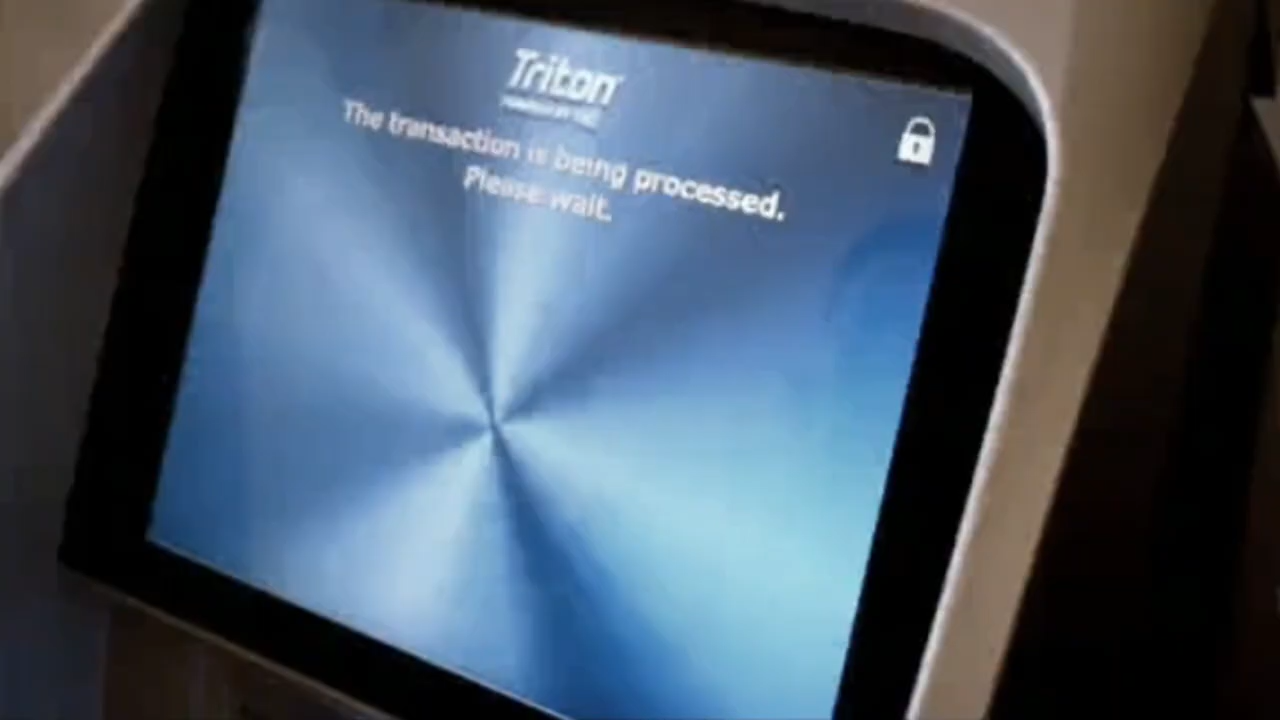 Triton
The transaction is being processed.
Please wait.